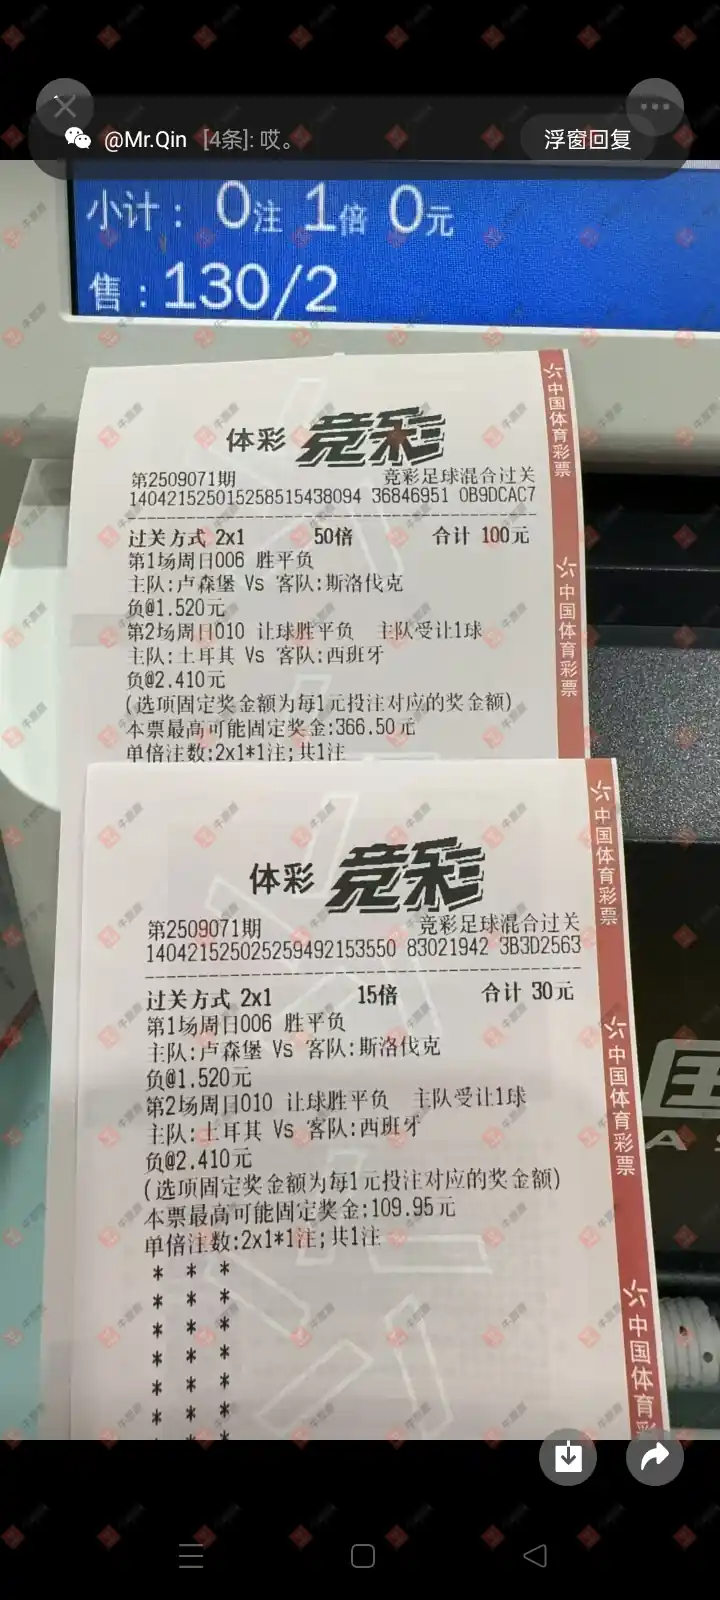 @Mr.Qin [4条]: 哎。
浮窗回复
小计： 0注 1倍 0元
售：130/2
体彩 竞彩
第2509071期 竞彩足球混合过关
140421525015258515438094 36846951 0B9DCAC7
过关方式 2x1 50倍 合计 100元
第1场周日006 胜平负
主队:卢森堡 Vs 客队:斯洛伐克
负@1.520元
第2场周日010 让球胜平负 主队受让1球
主队:土耳其 Vs 客队:西班牙
负@2.410元
(选项固定奖金额为每1元投注对应的奖金额)
本票最高可能固定奖金:366.50元
单倍注数:2x1*1注;共1注
中国体育彩票
中国体育彩票
体彩 竞彩
第2509071期 竞彩足球混合过关
140421525025259492153550 83021942 3B3D2563
过关方式 2x1 15倍 合计 30元
第1场周日006 胜平负
主队:卢森堡 Vs 客队:斯洛伐克
负@1.520元
第2场周日010 让球胜平负 主队受让1球
主队:土耳其 Vs 客队:西班牙
负@2.410元
(选项固定奖金额为每1元投注对应的奖金额)
本票最高可能固定奖金:109.95元
单倍注数:2x1*1注;共1注
* * *
* * *
* * *
* * *
* * *
* * *
中国体育彩票
中国体育彩票
中国体育彩